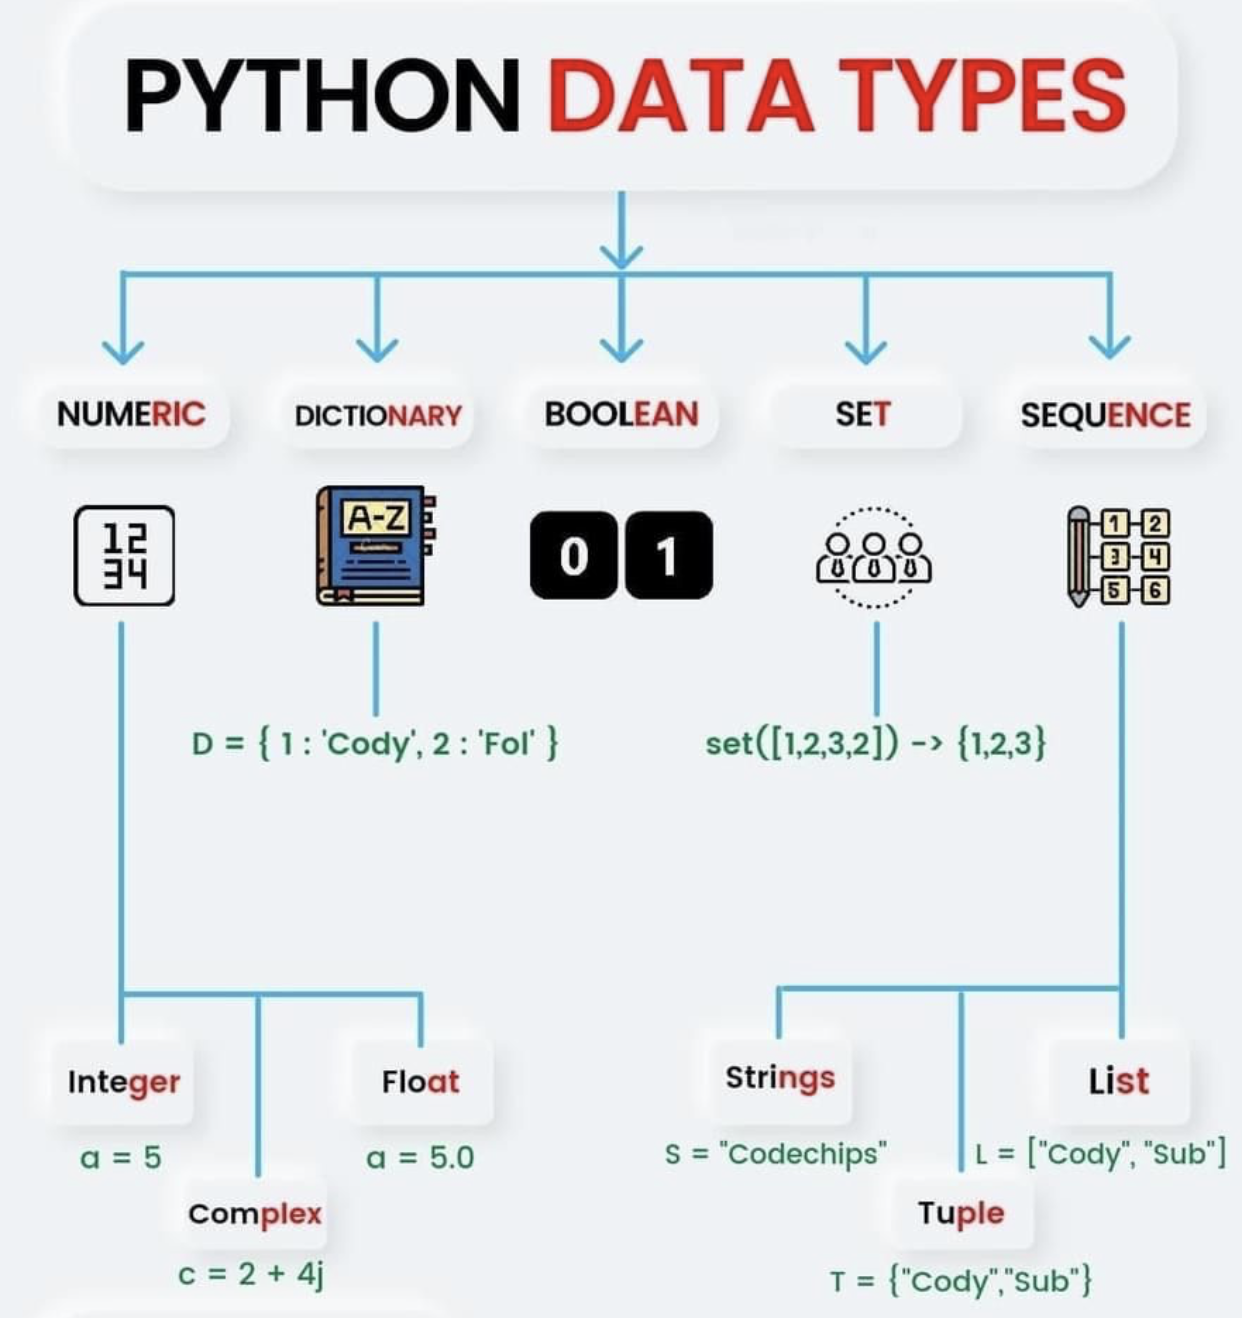 PYTHON DATA TYPES
NUMERIC
DICTIONARY
BOOLEAN
SET
SEQUENCE
12
34
A-Z
0 1
1 2
3 4
5 6
D = { 1 : 'Cody', 2 : 'Fol' }
set([1,2,3,2]) -> {1,2,3}
Integer
a = 5
Float
a = 5.0
Complex
c = 2 + 4j
Strings
S = "Codechips"
List
L = ["Cody", "Sub"]
Tuple
T = {"Cody","Sub"}